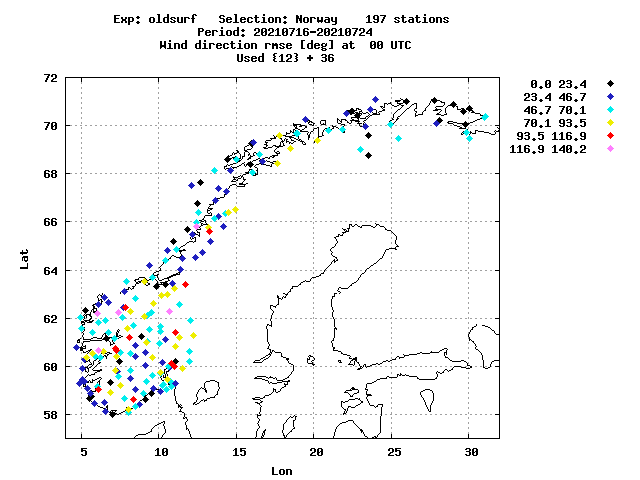 Exp: oldsurf   Selection: Norway    197 stations
Period: 20210716-20210724
Wind direction rmse [deg] at  00 UTC
Used {12} + 36
0.0 23.4
23.4 46.7
46.7 70.1
70.1 93.5
93.5 116.9
116.9 140.2
72
70
68
66
64
62
60
58
Lat
5 10 15 20 25 30
Lon